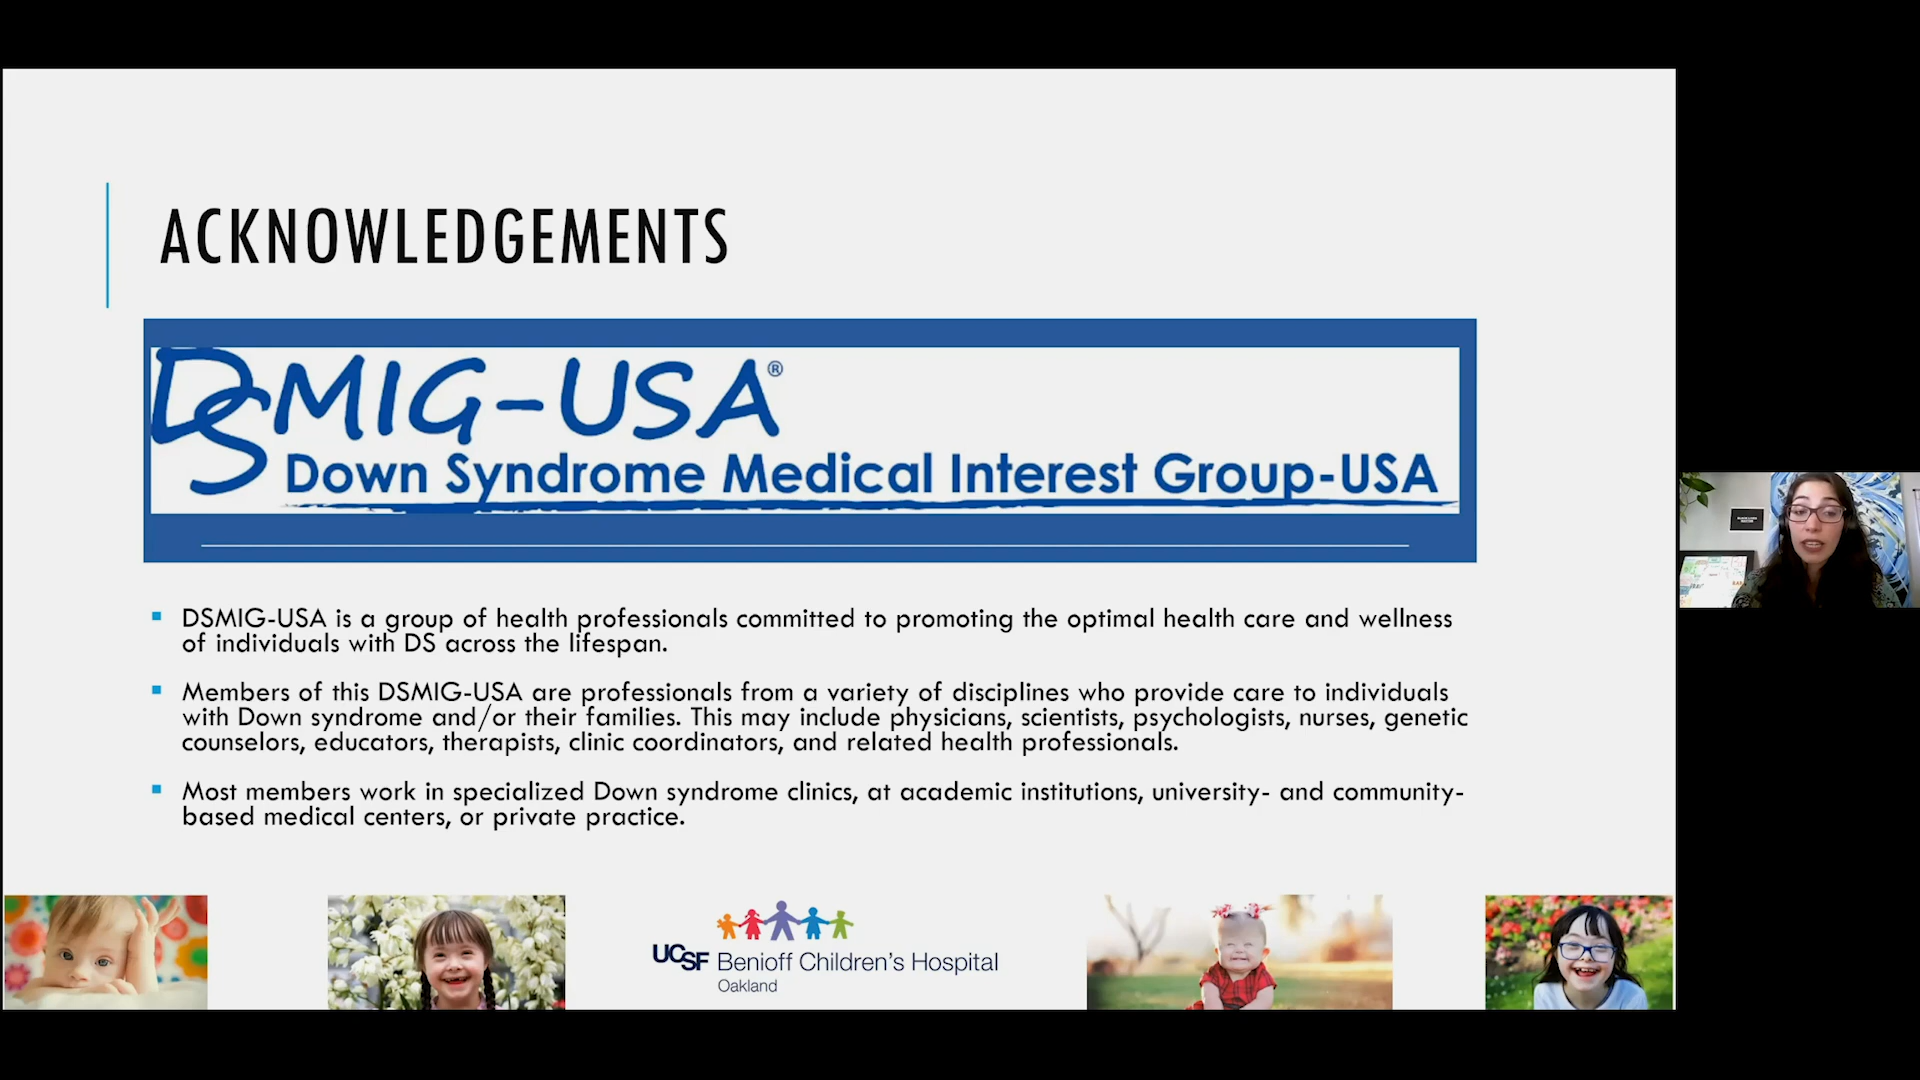 ACKNOWLEDGEMENTS
DSMIG-USA®
Down Syndrome Medical Interest Group-USA
▪ DSMIG-USA is a group of health professionals committed to promoting the optimal health care and wellness
of individuals with DS across the lifespan.
▪ Members of this DSMIG-USA are professionals from a variety of disciplines who provide care to individuals
with Down syndrome and/or their families. This may include physicians, scientists, psychologists, nurses, genetic
counselors, educators, therapists, clinic coordinators, and related health professionals.
▪ Most members work in specialized Down syndrome clinics, at academic institutions, university- and community-
based medical centers, or private practice.
UCSF Benioff Children's Hospital
Oakland